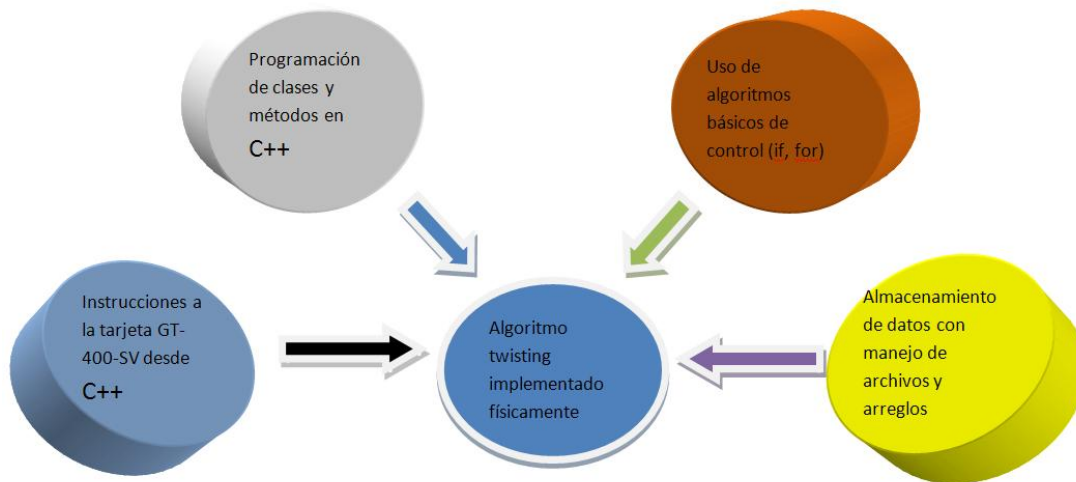 Programación
de clases y
métodos en
C++
Uso de
algoritmos
básicos de
control (if, for)
Instrucciones a
la tarjeta GT-
400-SV desde
C++
Algoritmo
twisting
implementado
físicamente
Almacenamiento
de datos con
manejo de
archivos y
arreglos